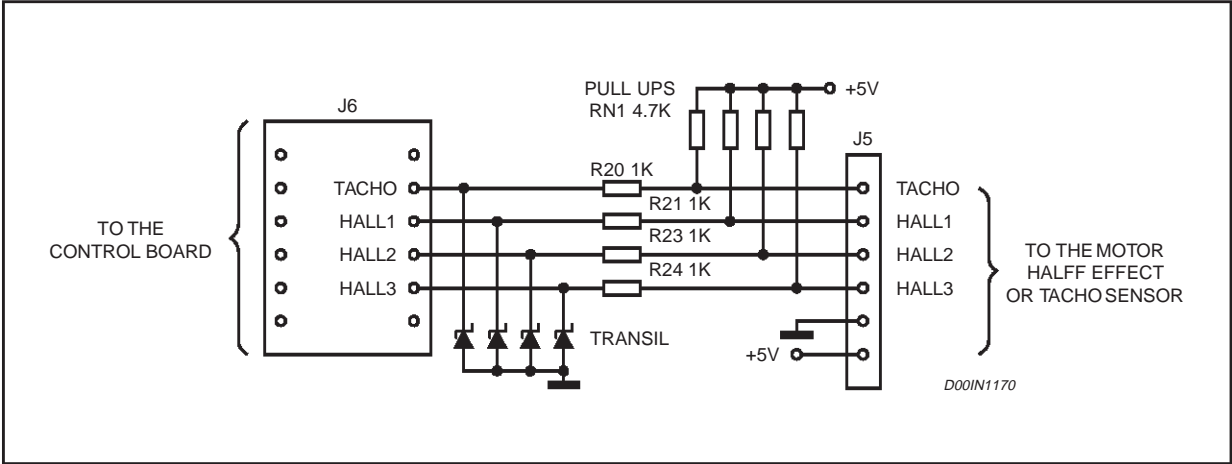 PULL UPS
RN1 4.7K
+5V
J6
J5
R20 1K
TACHO
TACHO
R21 1K
HALL1
HALL1
R23 1K
HALL2
HALL2
R24 1K
HALL3
HALL3
TO THE
CONTROL BOARD
TO THE MOTOR
HALFF EFFECT
OR TACHO SENSOR
TRANSIL
+5V
D00IN1170